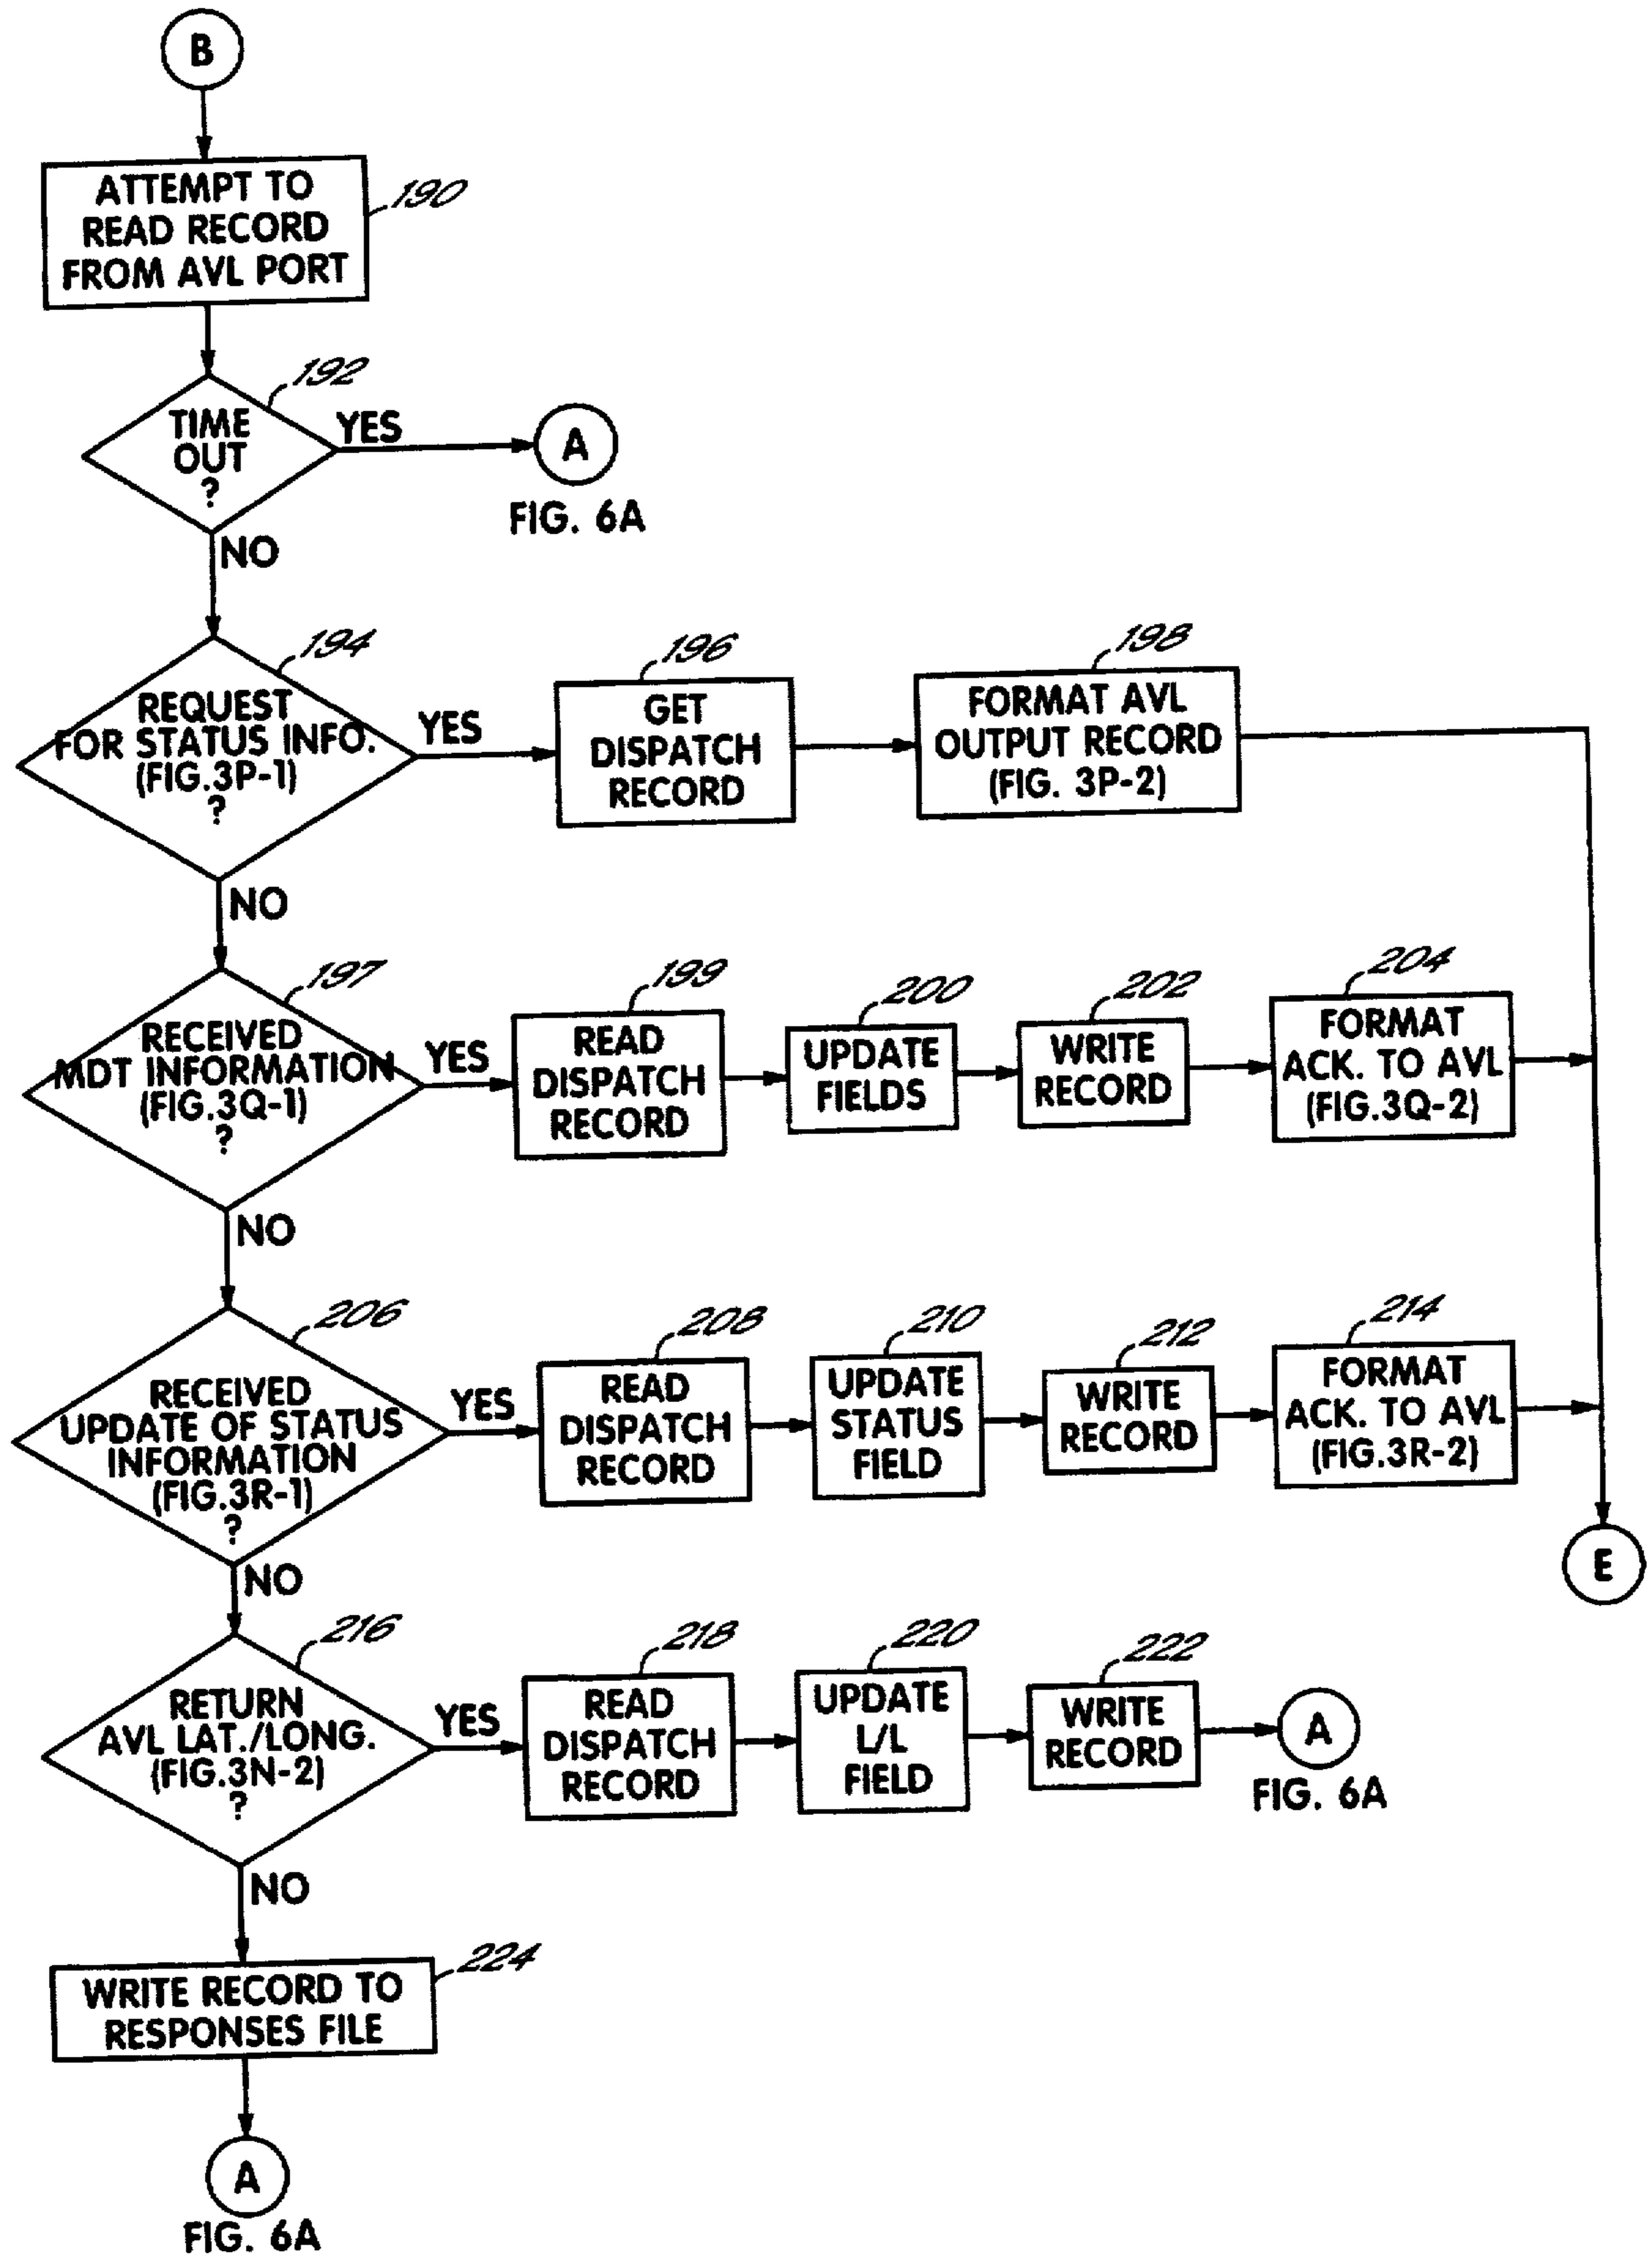 B
190
ATTEMPT TO
READ RECORD
FROM AVL PORT
192
TIME
OUT
?
YES
A
FIG. 6A
NO
194
REQUEST
FOR STATUS INFO.
(FIG.3P-1)
?
YES
196
GET
DISPATCH
RECORD
198
FORMAT AVL
OUTPUT RECORD
(FIG. 3P-2)
NO
197
RECEIVED
MDT INFORMATION
(FIG.3Q-1)
?
YES
199
READ
DISPATCH
RECORD
200
UPDATE
FIELDS
202
WRITE
RECORD
204
FORMAT
ACK. TO AVL
(FIG.3Q-2)
NO
206
RECEIVED
UPDATE OF STATUS
INFORMATION
(FIG.3R-1)
?
YES
208
READ
DISPATCH
RECORD
210
UPDATE
STATUS
FIELD
212
WRITE
RECORD
214
FORMAT
ACK. TO AVL
(FIG.3R-2)
E
NO
216
RETURN
AVL LAT./LONG.
(FIG.3N-2)
?
YES
218
READ
DISPATCH
RECORD
220
UPDATE
L/L
FIELD
222
WRITE
RECORD
A
FIG. 6A
NO
224
WRITE RECORD TO
RESPONSES FILE
A
FIG. 6A